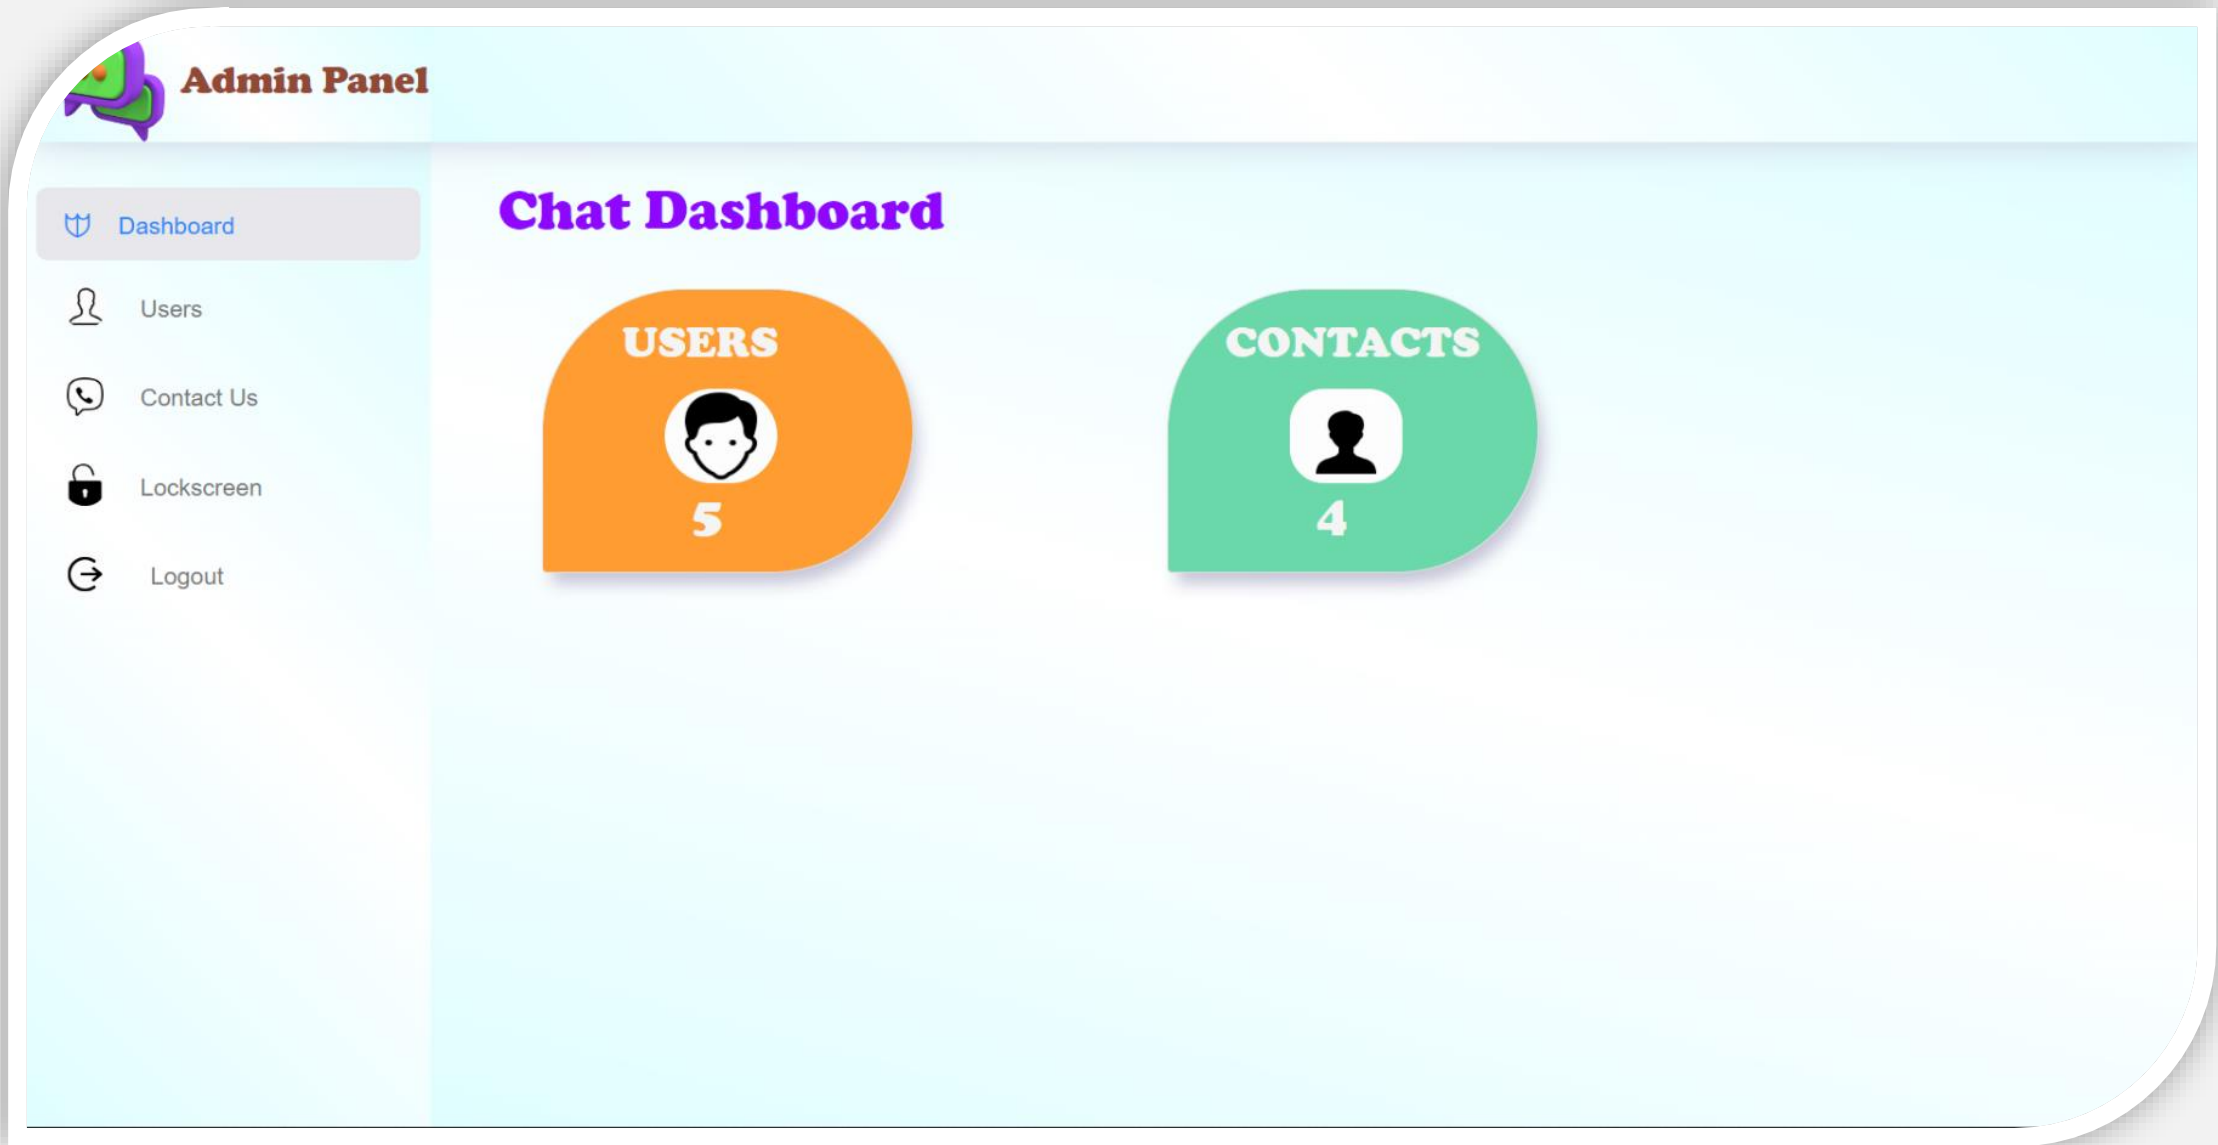 Admin Panel
Dashboard
Users
Contact Us
Lockscreen
Logout
Chat Dashboard
USERS
5
CONTACTS
4